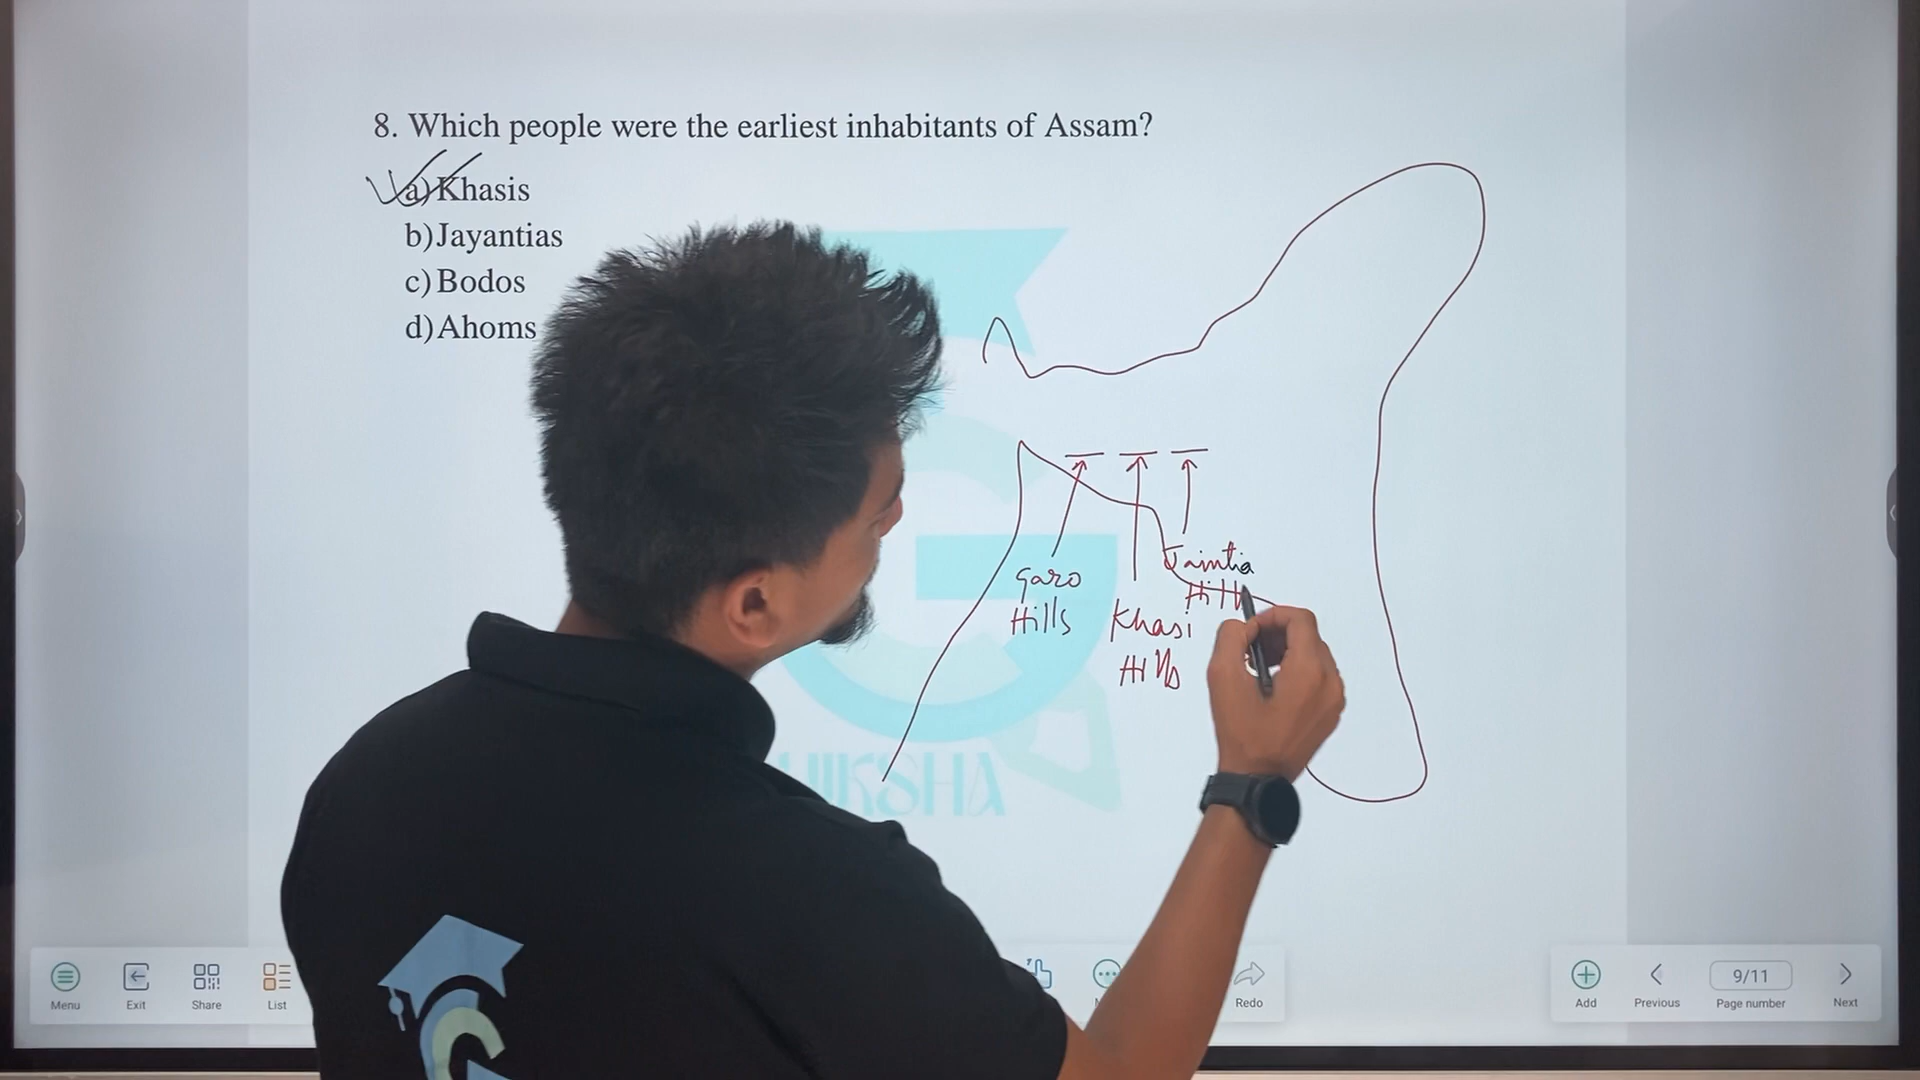 8. Which people were the earliest inhabitants of Assam?
a) Khasis
b) Jayantias
c) Bodos
d) Ahoms
Garo
Hills
Khasi
Hills
Jaintia
Hills
Menu
Exit
Share
List
Redo
Add
Previous
9/11
Page number
Next